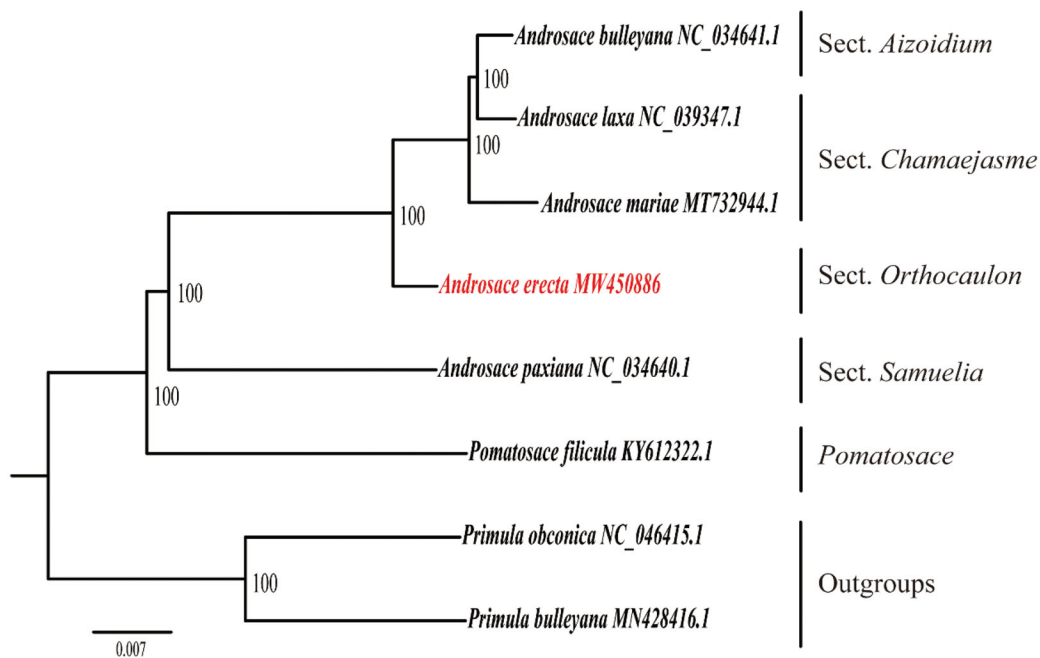 Androsace bulleyana NC_034641.1
Sect. Aizoidium
100
Androsace laxa NC_039347.1
100
Sect. Chamaejasme
Androsace mariae MT732944.1
100
Androsace erecta MW450886
Sect. Orthocaulon
100
Androsace paxiana NC_034640.1
Sect. Samuelia
100
Pomatosace filicula KY612322.1
Pomatosace
Primula obconica NC_046415.1
100
Outgroups
Primula bulleyana MN428416.1
0.007